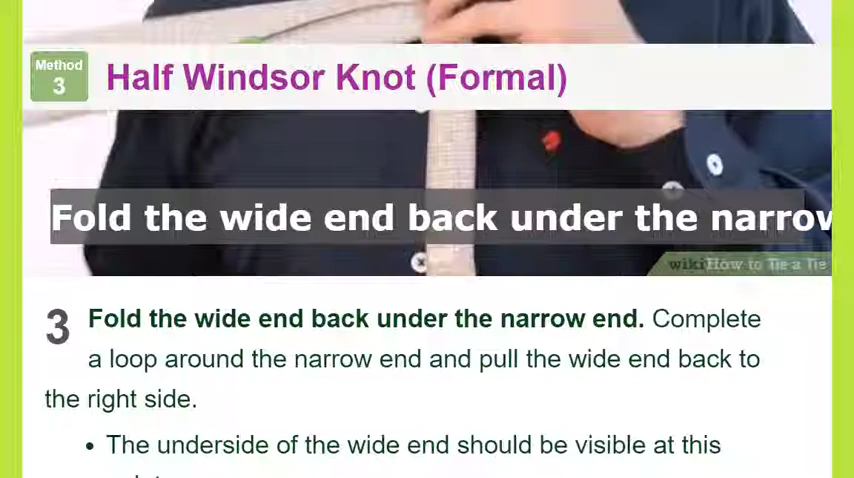 Method
3
Half Windsor Knot (Formal)
Fold the wide end back under the narrow
wikiHow to Tie a Tie
3
Fold the wide end back under the narrow end. Complete
a loop around the narrow end and pull the wide end back to
the right side.
• The underside of the wide end should be visible at this